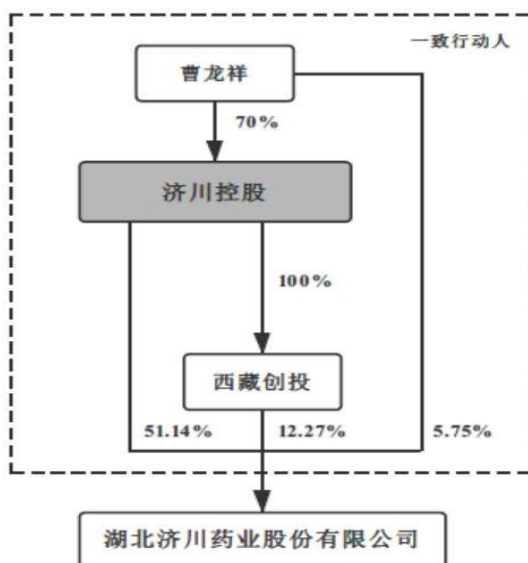 一致行动人
曹龙祥
70%
济川控股
100%
西藏创投
51.14% 12.27% 5.75%
湖北济川药业股份有限公司